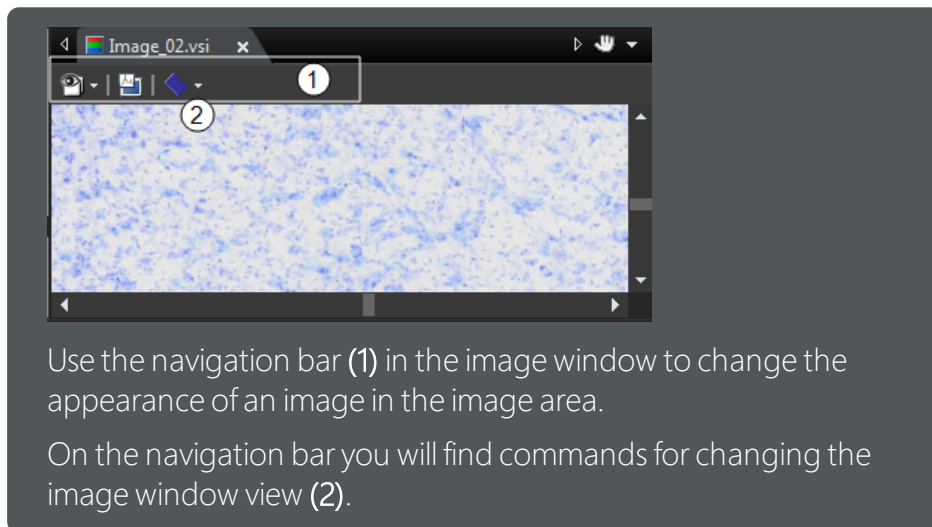 Image_02.vsi
1
2
Use the navigation bar (1) in the image window to change the
appearance of an image in the image area.
On the navigation bar you will find commands for changing the
image window view (2).